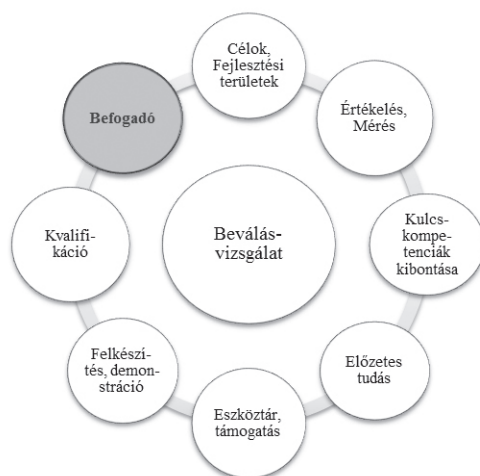 Célok,
Fejlesztési
területek
Értékelés,
Mérés
Kulcs-
kompe-
tenciák
kibontása
Előzetes
tudás
Eszköztár,
támogatás
Felkészí-
tés, demon-
stráció
Kvalifi-
káció
Befogadó
Beválás-
vizsgálat